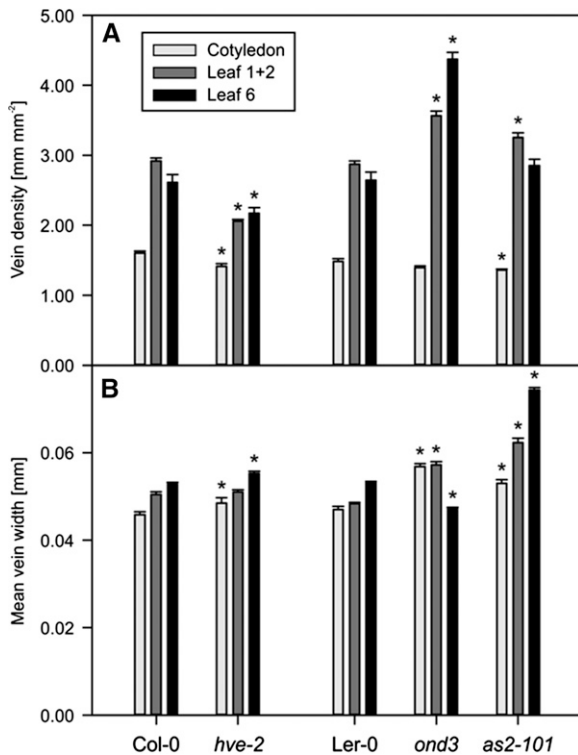 A
Cotyledon
Leaf 1+2
Leaf 6
Vein density [mm mm⁻²]
5.00
4.00
3.00
2.00
1.00
0.00
* * *
* *
* *
B
Mean vein width [mm]
0.06
0.04
0.02
0.00
* *
* * *
* * *
Col-0 hve-2 Ler-0 ond3 as2-101